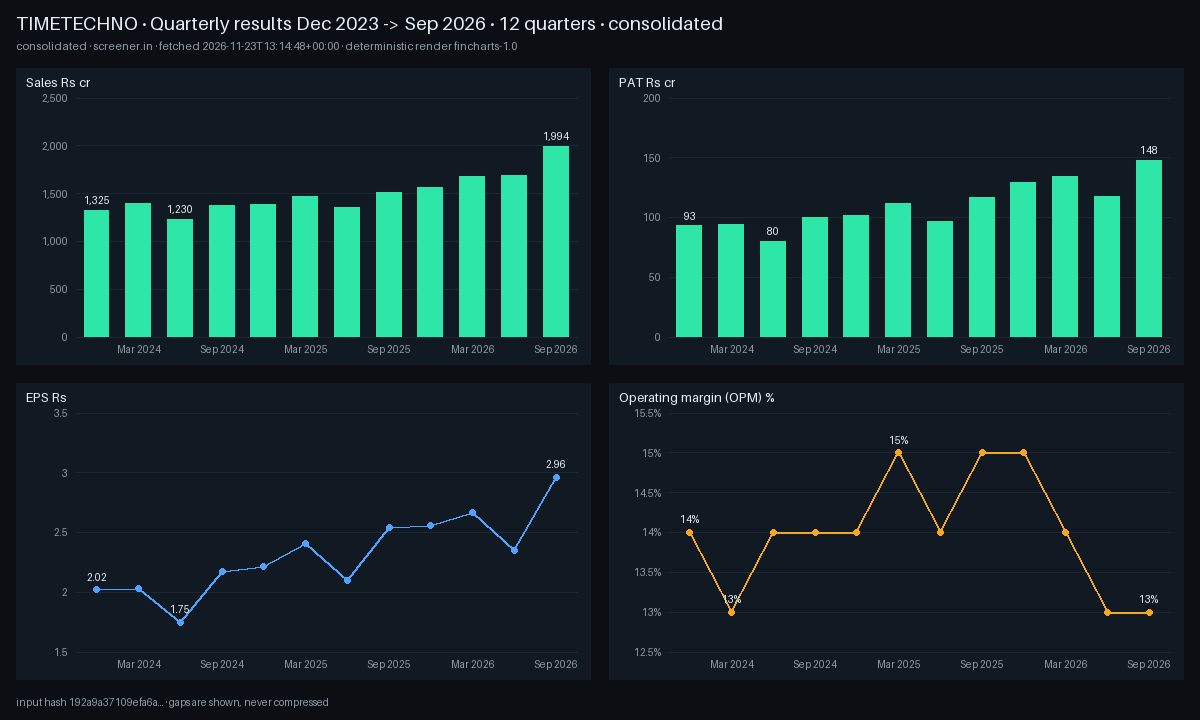 TIMETECHNO · Quarterly results Dec 2023 -> Sep 2026 · 12 quarters · consolidated
consolidated · screener.in · fetched 2026-11-23T13:14:48+00:00 · deterministic render fincharts-1.0
Sales Rs cr
2,500
2,000
1,500
1,000
500
0
1,325
1,230
1,994
Mar 2024
Sep 2024
Mar 2025
Sep 2025
Mar 2026
Sep 2026
PAT Rs cr
200
150
100
50
0
93
80
148
Mar 2024
Sep 2024
Mar 2025
Sep 2025
Mar 2026
Sep 2026
EPS Rs
3.5
3
2.5
2
1.5
2.02
1.75
2.96
Mar 2024
Sep 2024
Mar 2025
Sep 2025
Mar 2026
Sep 2026
Operating margin (OPM) %
15.5%
15%
14.5%
14%
13.5%
13%
12.5%
14%
13%
15%
13%
Mar 2024
Sep 2024
Mar 2025
Sep 2025
Mar 2026
Sep 2026
input hash 192a9a37109efa6a… · gaps are shown, never compressed